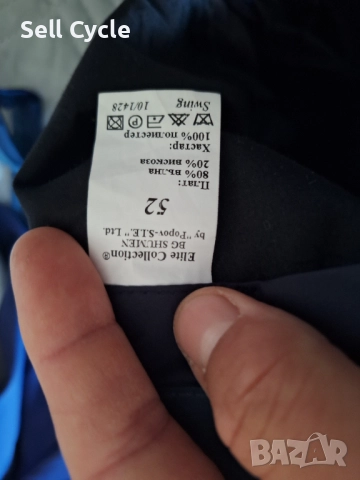 Sell Cycle
Elite Collection®
BG SHUMEN
by "Popov-S.I.E." Ltd.
52
Плат:
80% вълна
20% вискоза
Хастар:
100% полиестер
Swing 10/1428
BAZAR